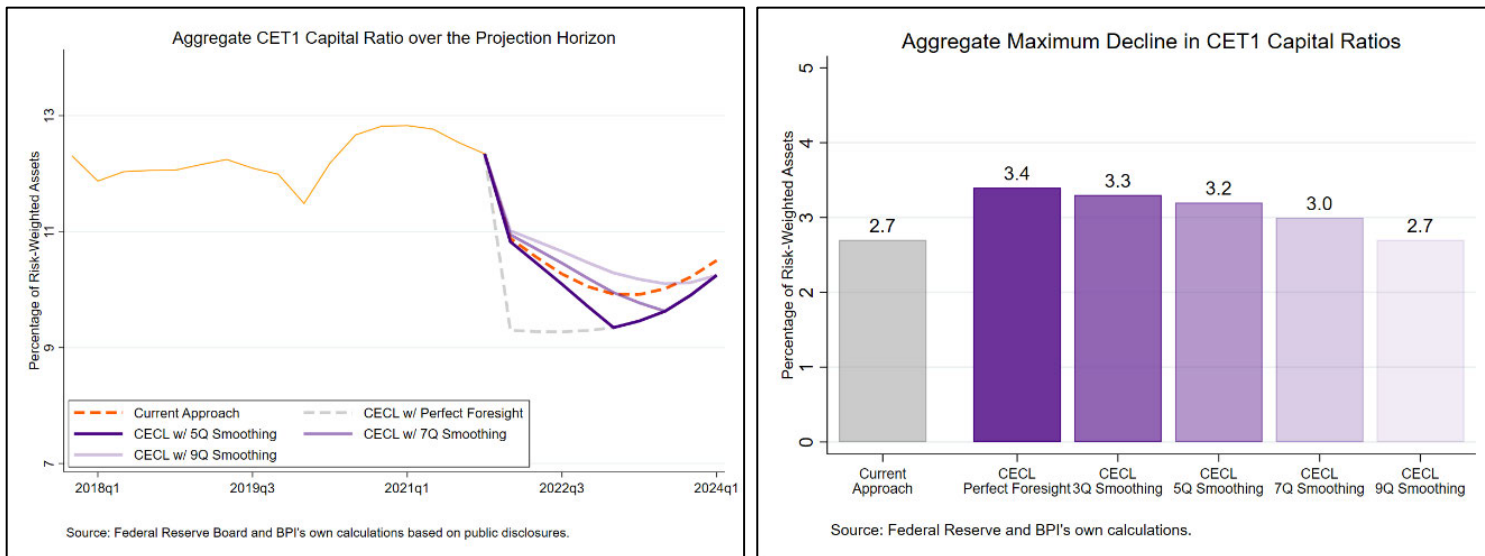 Aggregate CET1 Capital Ratio over the Projection Horizon
Percentage of Risk-Weighted Assets
13
11
9
7
Current Approach
CECL w/ Perfect Foresight
CECL w/ 5Q Smoothing
CECL w/ 7Q Smoothing
CECL w/ 9Q Smoothing
2018q1
2019q3
2021q1
2022q3
2024q1
Source: Federal Reserve Board and BPI's own calculations based on public disclosures.
Aggregate Maximum Decline in CET1 Capital Ratios
Percentage of Risk-Weighted Assets
5
4
3
2
1
0
2.7
3.4
3.3
3.2
3.0
2.7
Current
Approach
CECL
Perfect Foresight
CECL
3Q Smoothing
CECL
5Q Smoothing
CECL
7Q Smoothing
CECL
9Q Smoothing
Source: Federal Reserve and BPI's own calculations.